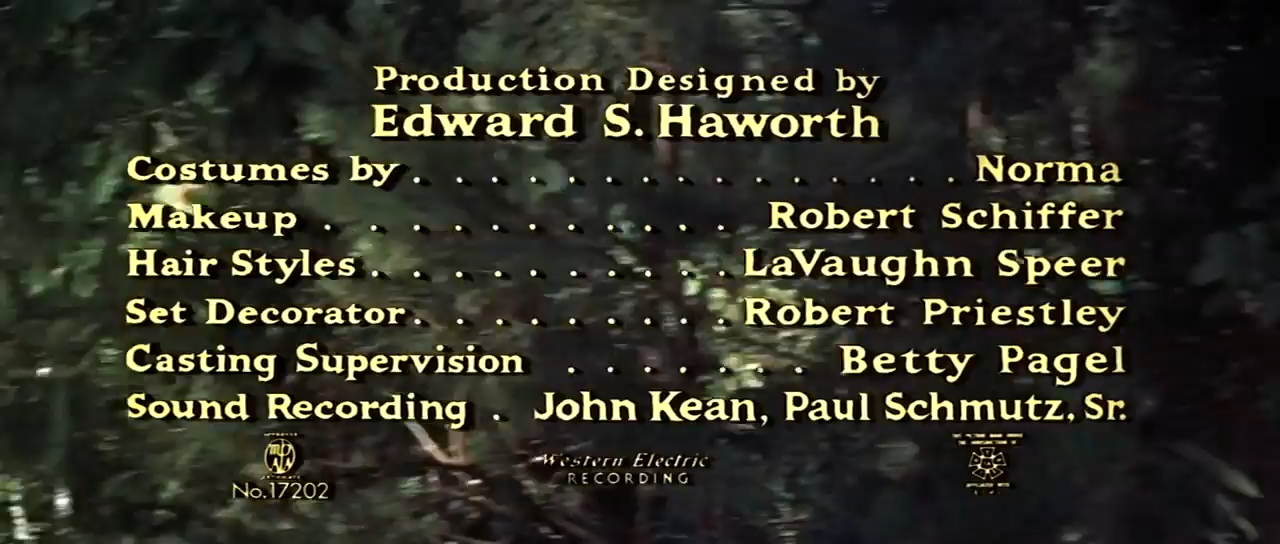 Production Designed by
Edward S. Haworth
Costumes by . . . . . . . . . . . . . . . Norma
Makeup . . . . . . . . . . Robert Schiffer
Hair Styles . . . . . . . . . . LaVaughn Speer
Set Decorator . . . . . . . . . Robert Priestley
Casting Supervision . . . . . . . Betty Pagel
Sound Recording . John Kean, Paul Schmutz, Sr.
No. 17202
Western Electric
RECORDING